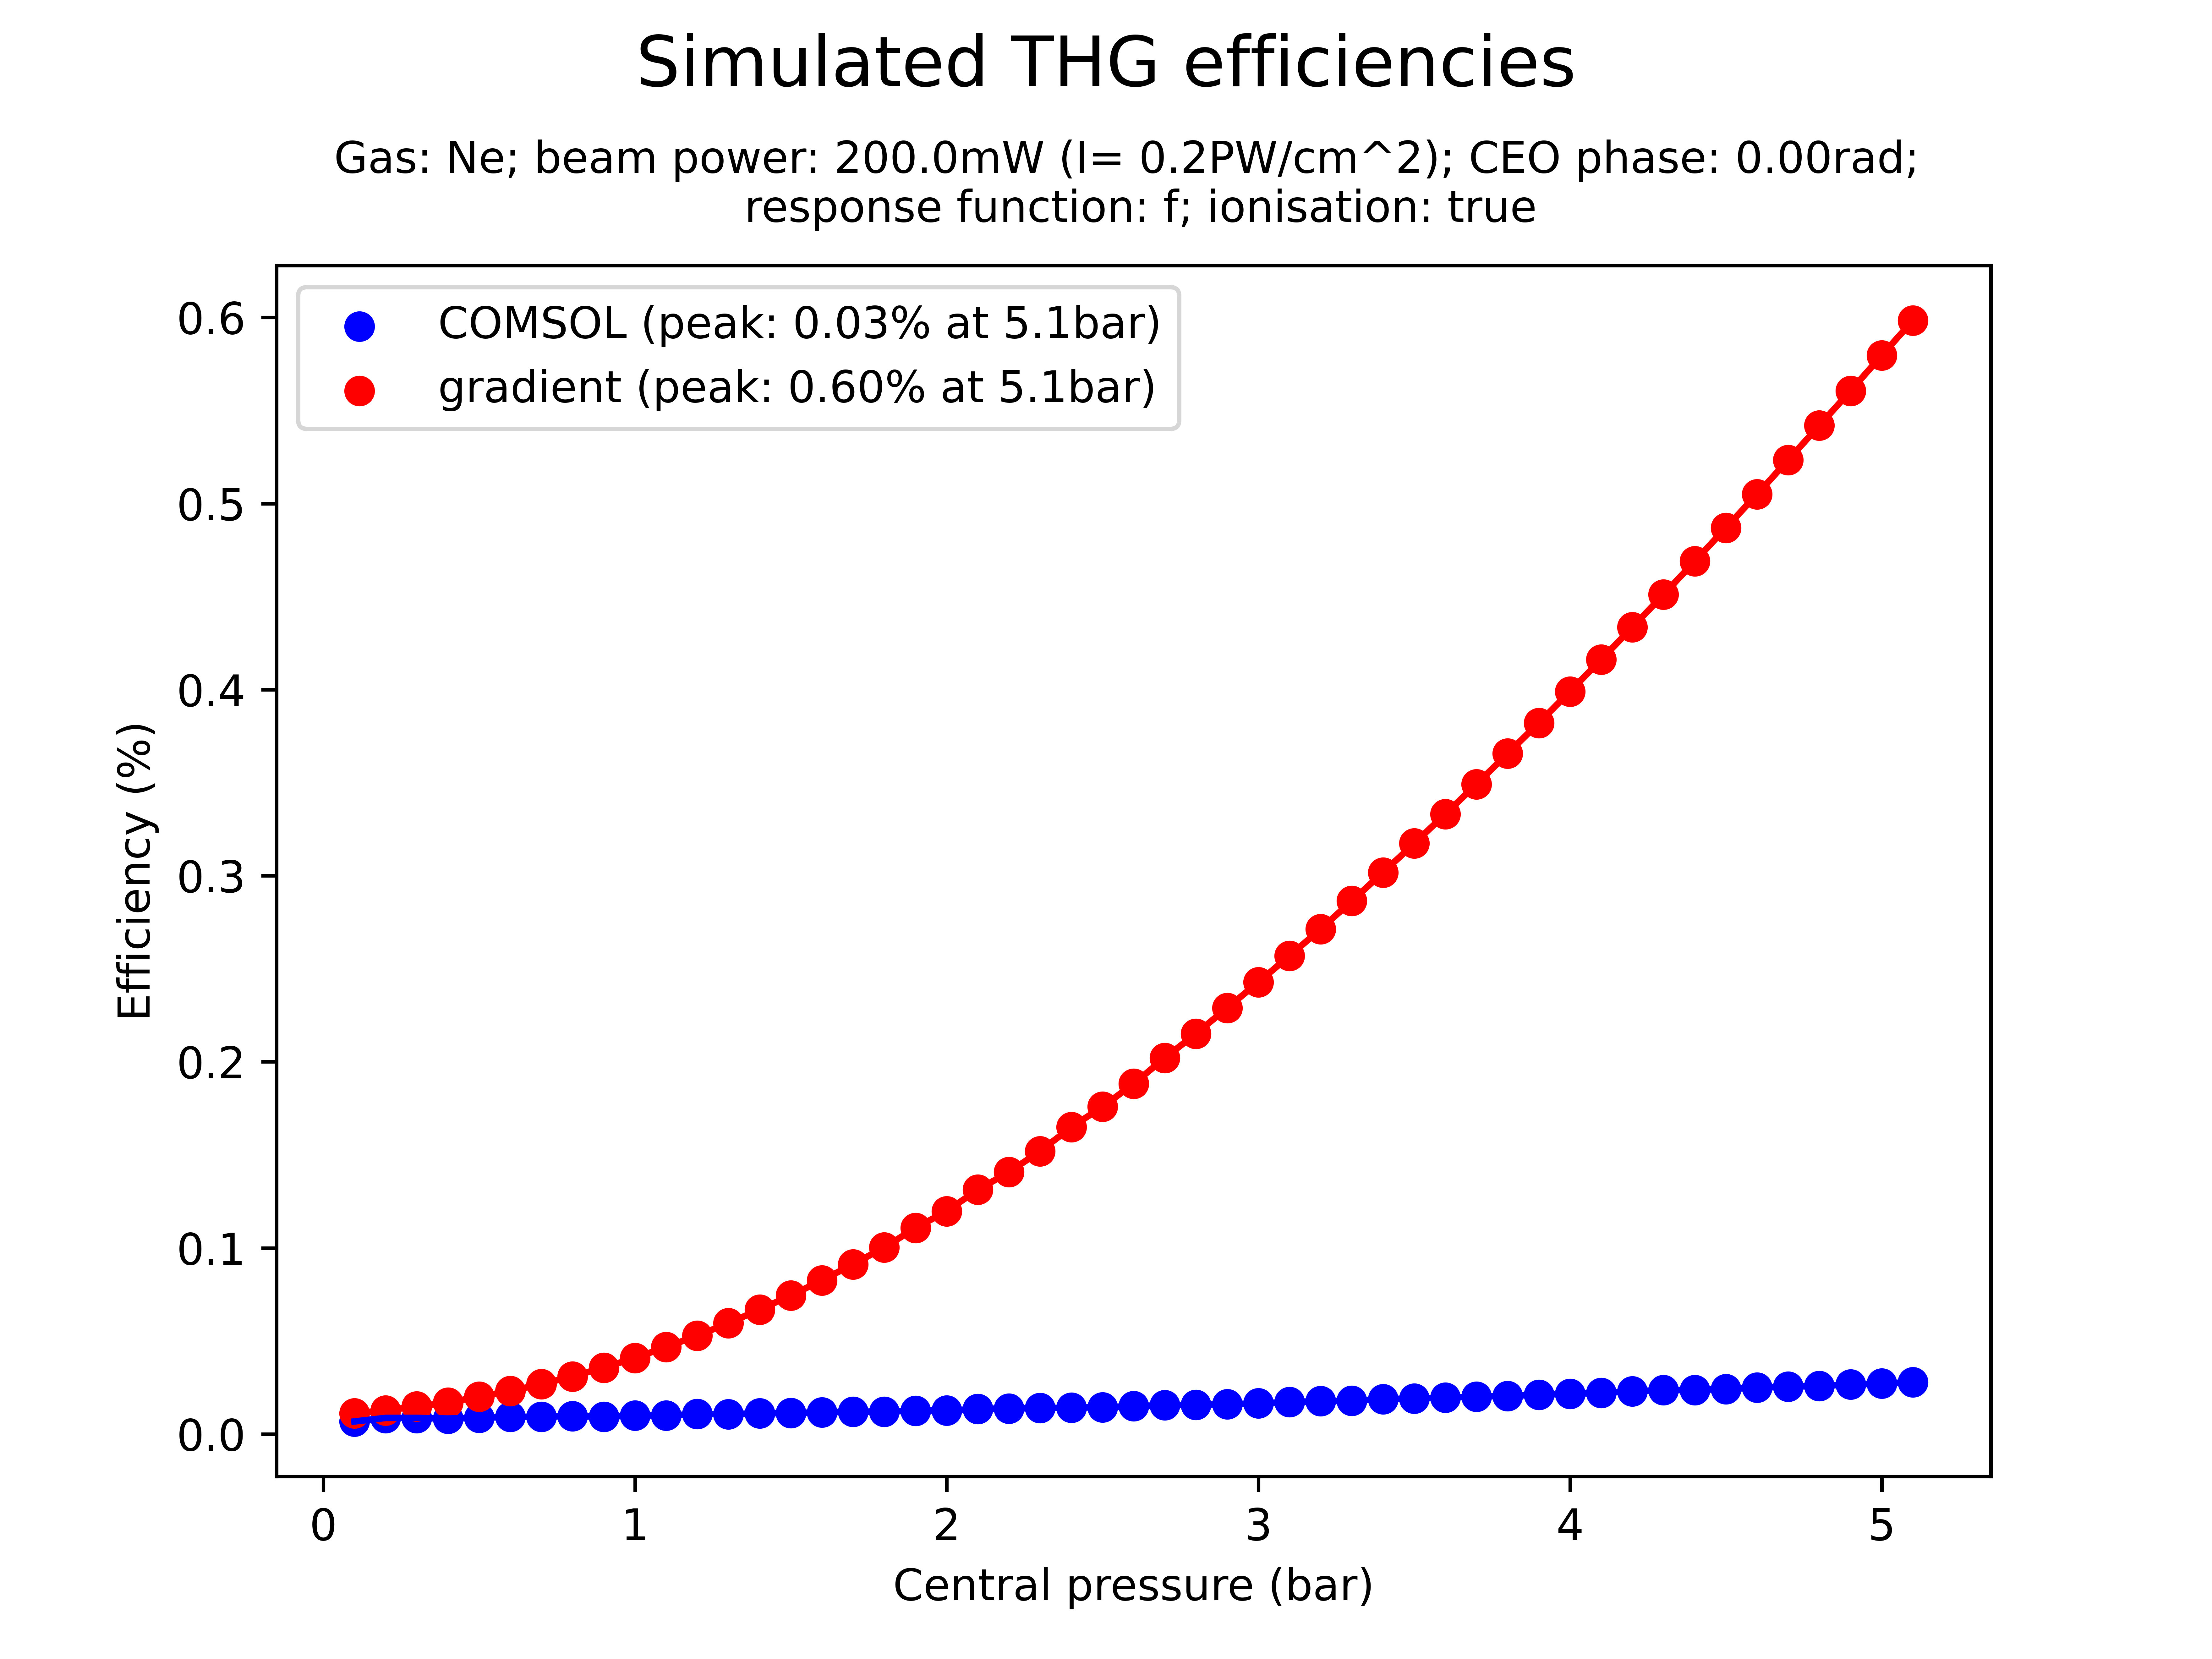 Simulated THG efficiencies
Gas: Ne; beam power: 200.0mW (I= 0.2PW/cm^2); CEO phase: 0.00rad;
response function: f; ionisation: true
COMSOL (peak: 0.03% at 5.1bar)
gradient (peak: 0.60% at 5.1bar)
0.6
0.5
0.4
0.3
0.2
0.1
0.0
Efficiency (%)
0 1 2 3 4 5
Central pressure (bar)